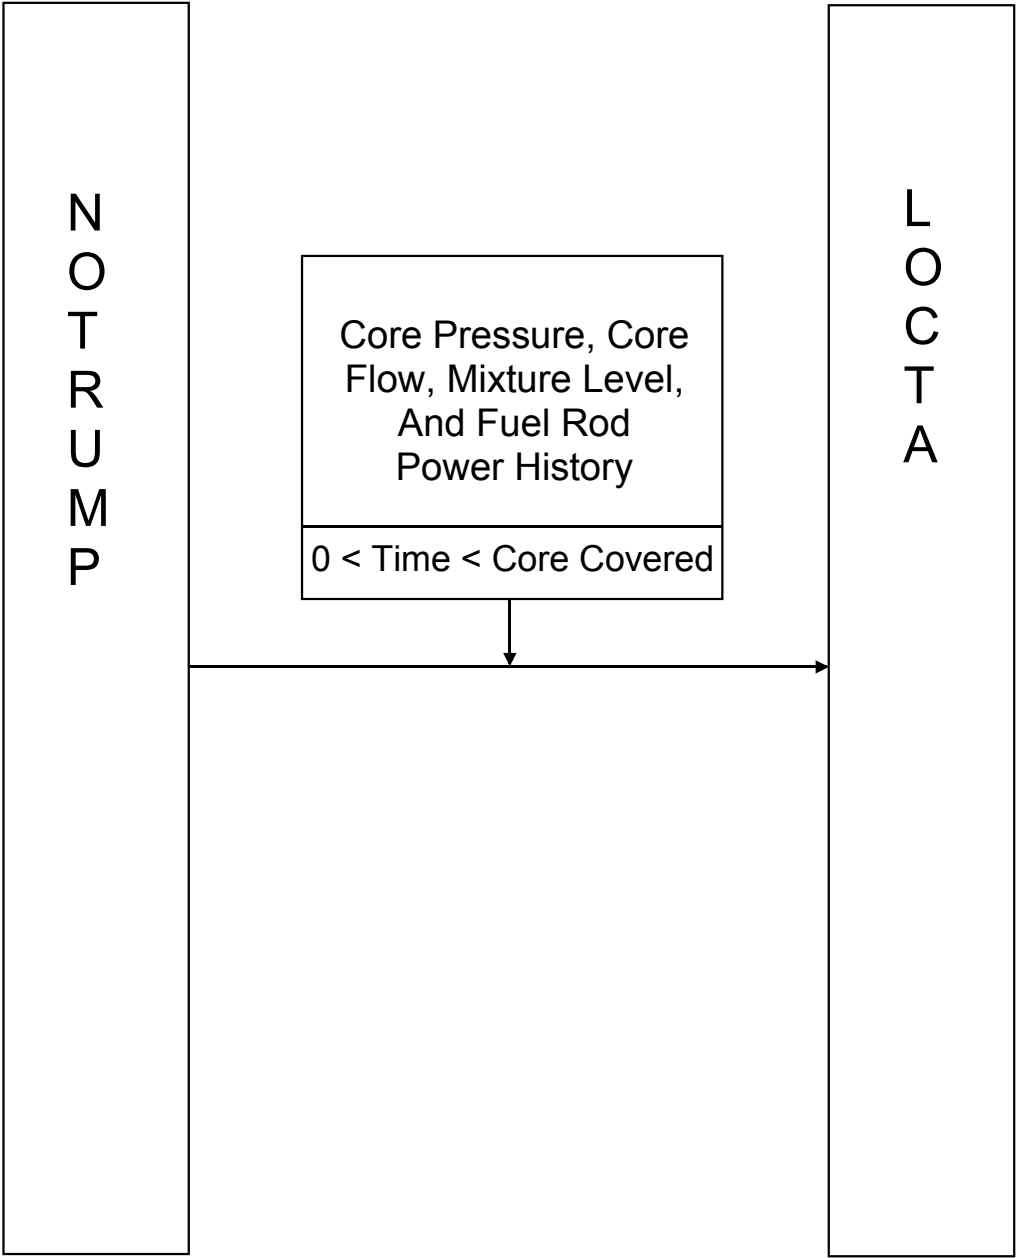 N
O
T
R
U
M
P
Core Pressure, Core
Flow, Mixture Level,
And Fuel Rod
Power History
0 < Time < Core Covered
L
O
C
T
A